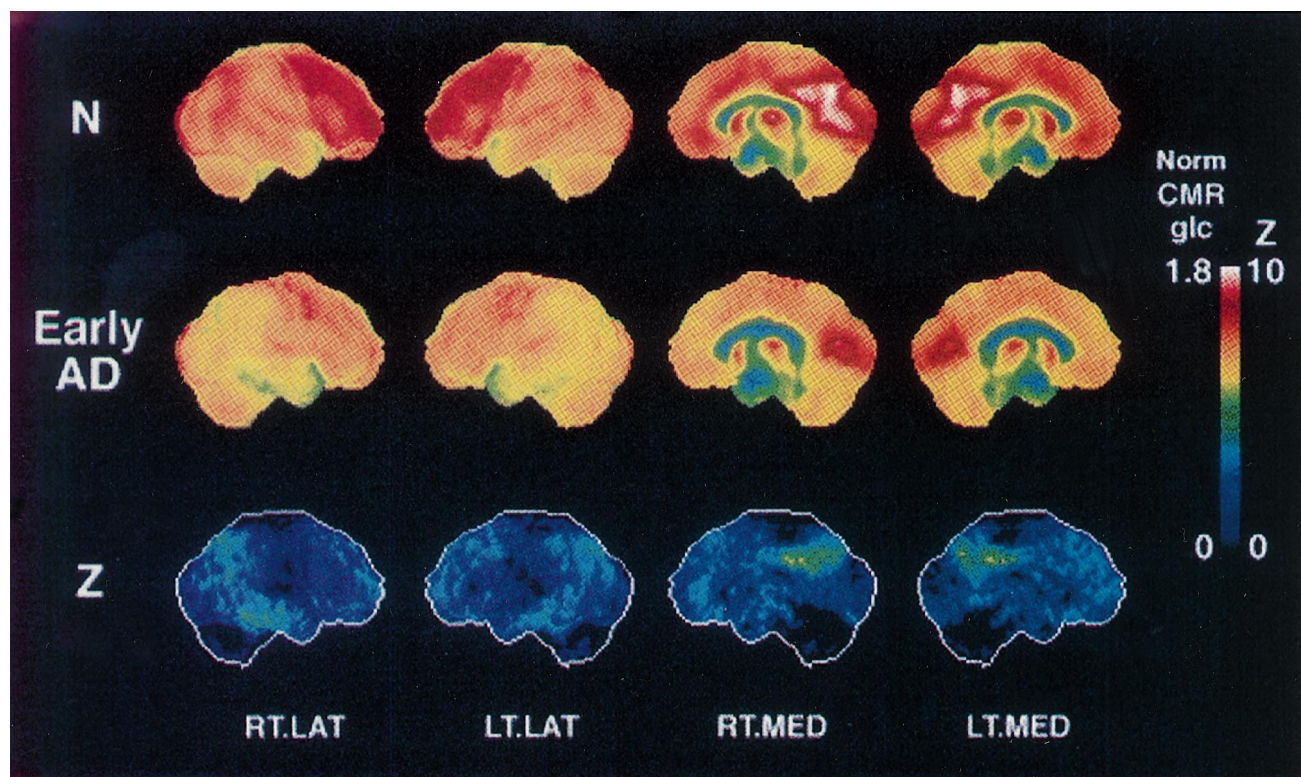 N
Norm
CMR
glc Z
1.8 10
Early
AD
0 0
Z
RT.LAT LT.LAT RT.MED LT.MED